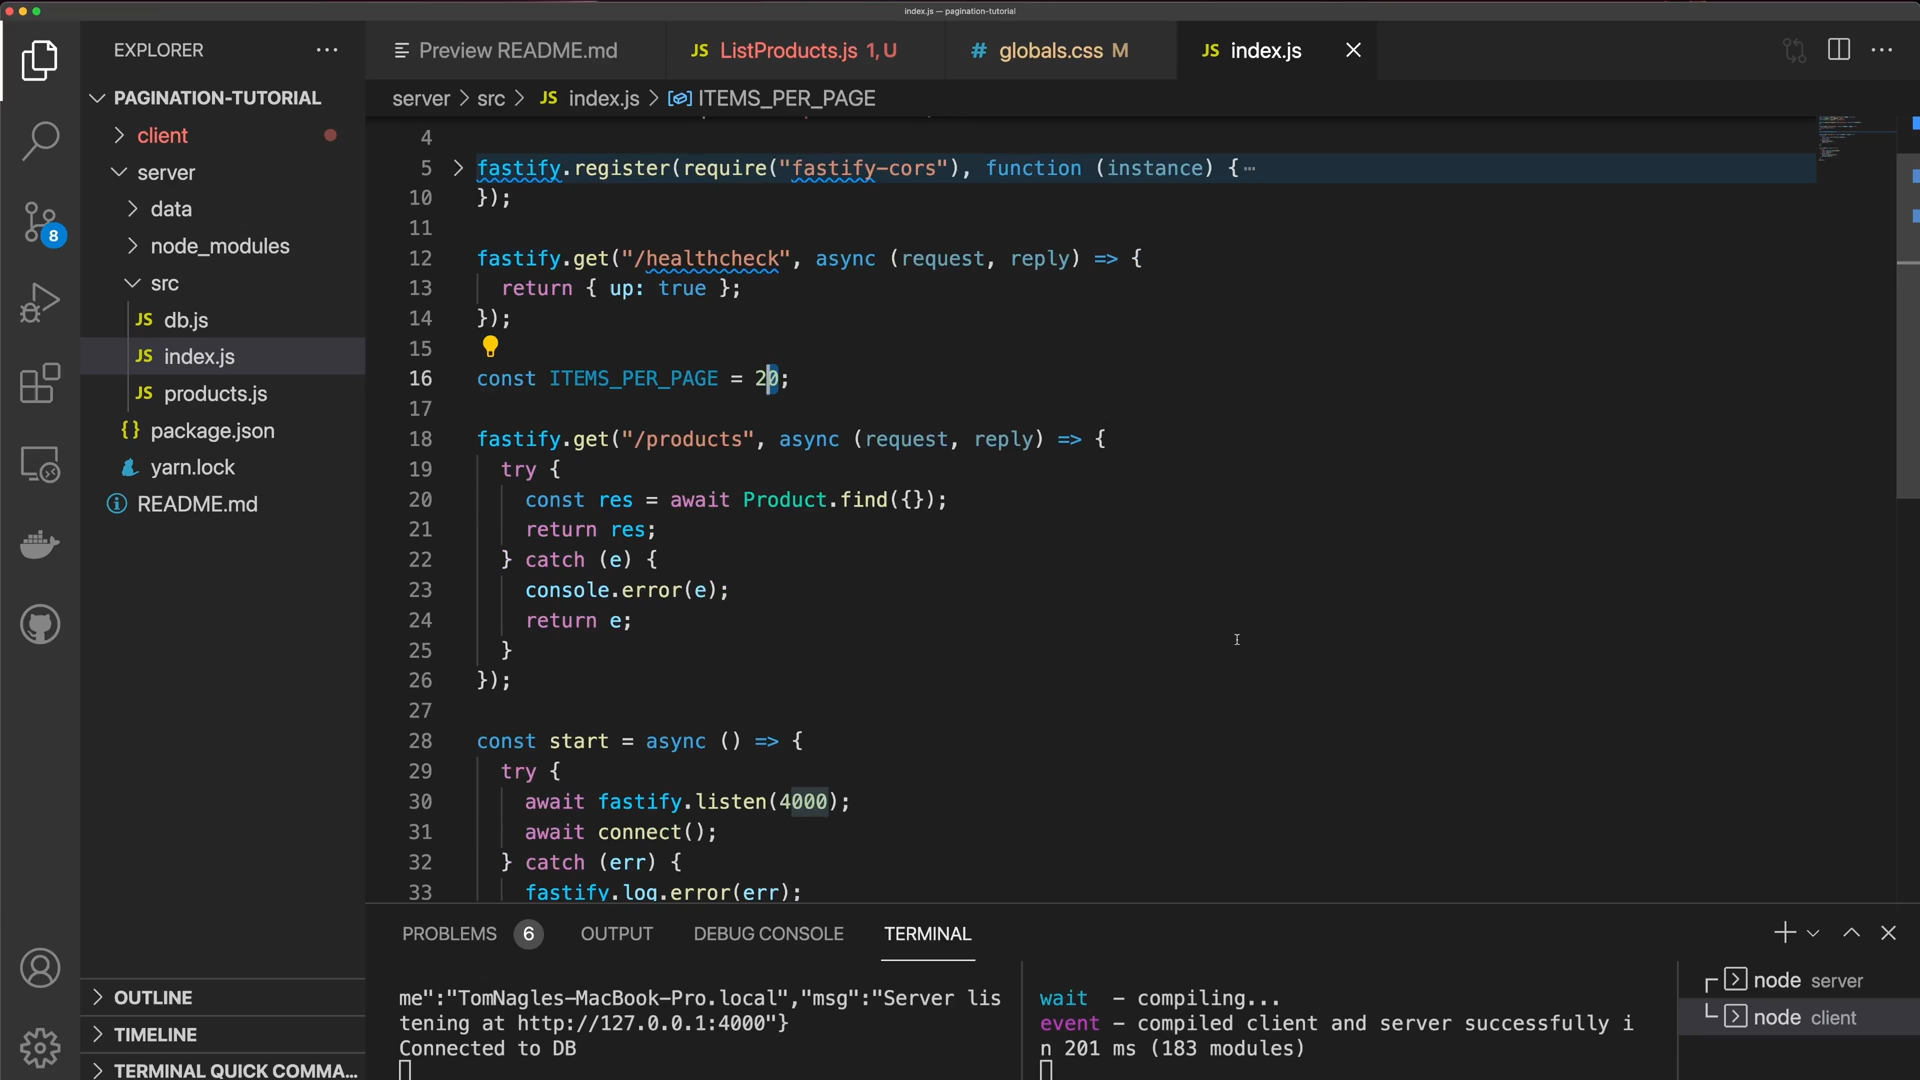 index.js — pagination-tutorial
EXPLORER
Preview README.md
JS ListProducts.js 1, U
# globals.css M
JS index.js
PAGINATION-TUTORIAL
client
server
data
node_modules
src
JS db.js
JS index.js
JS products.js
{} package.json
yarn.lock
README.md
8
OUTLINE
TIMELINE
TERMINAL QUICK COMMA...
server > src > JS index.js > ITEMS_PER_PAGE
4
5 fastify.register(require("fastify-cors"), function (instance) {…
10 });
11
12 fastify.get("/healthcheck", async (request, reply) => {
13 return { up: true };
14 });
15
16 const ITEMS_PER_PAGE = 20;
17
18 fastify.get("/products", async (request, reply) => {
19 try {
20 const res = await Product.find({});
21 return res;
22 } catch (e) {
23 console.error(e);
24 return e;
25 }
26 });
27
28 const start = async () => {
29 try {
30 await fastify.listen(4000);
31 await connect();
32 } catch (err) {
33 fastify.log.error(err);
PROBLEMS 6 OUTPUT DEBUG CONSOLE TERMINAL
me":"TomNagles-MacBook-Pro.local","msg":"Server lis
tening at http://127.0.0.1:4000"}
Connected to DB
wait - compiling...
event - compiled client and server successfully i
n 201 ms (183 modules)
node server
node client